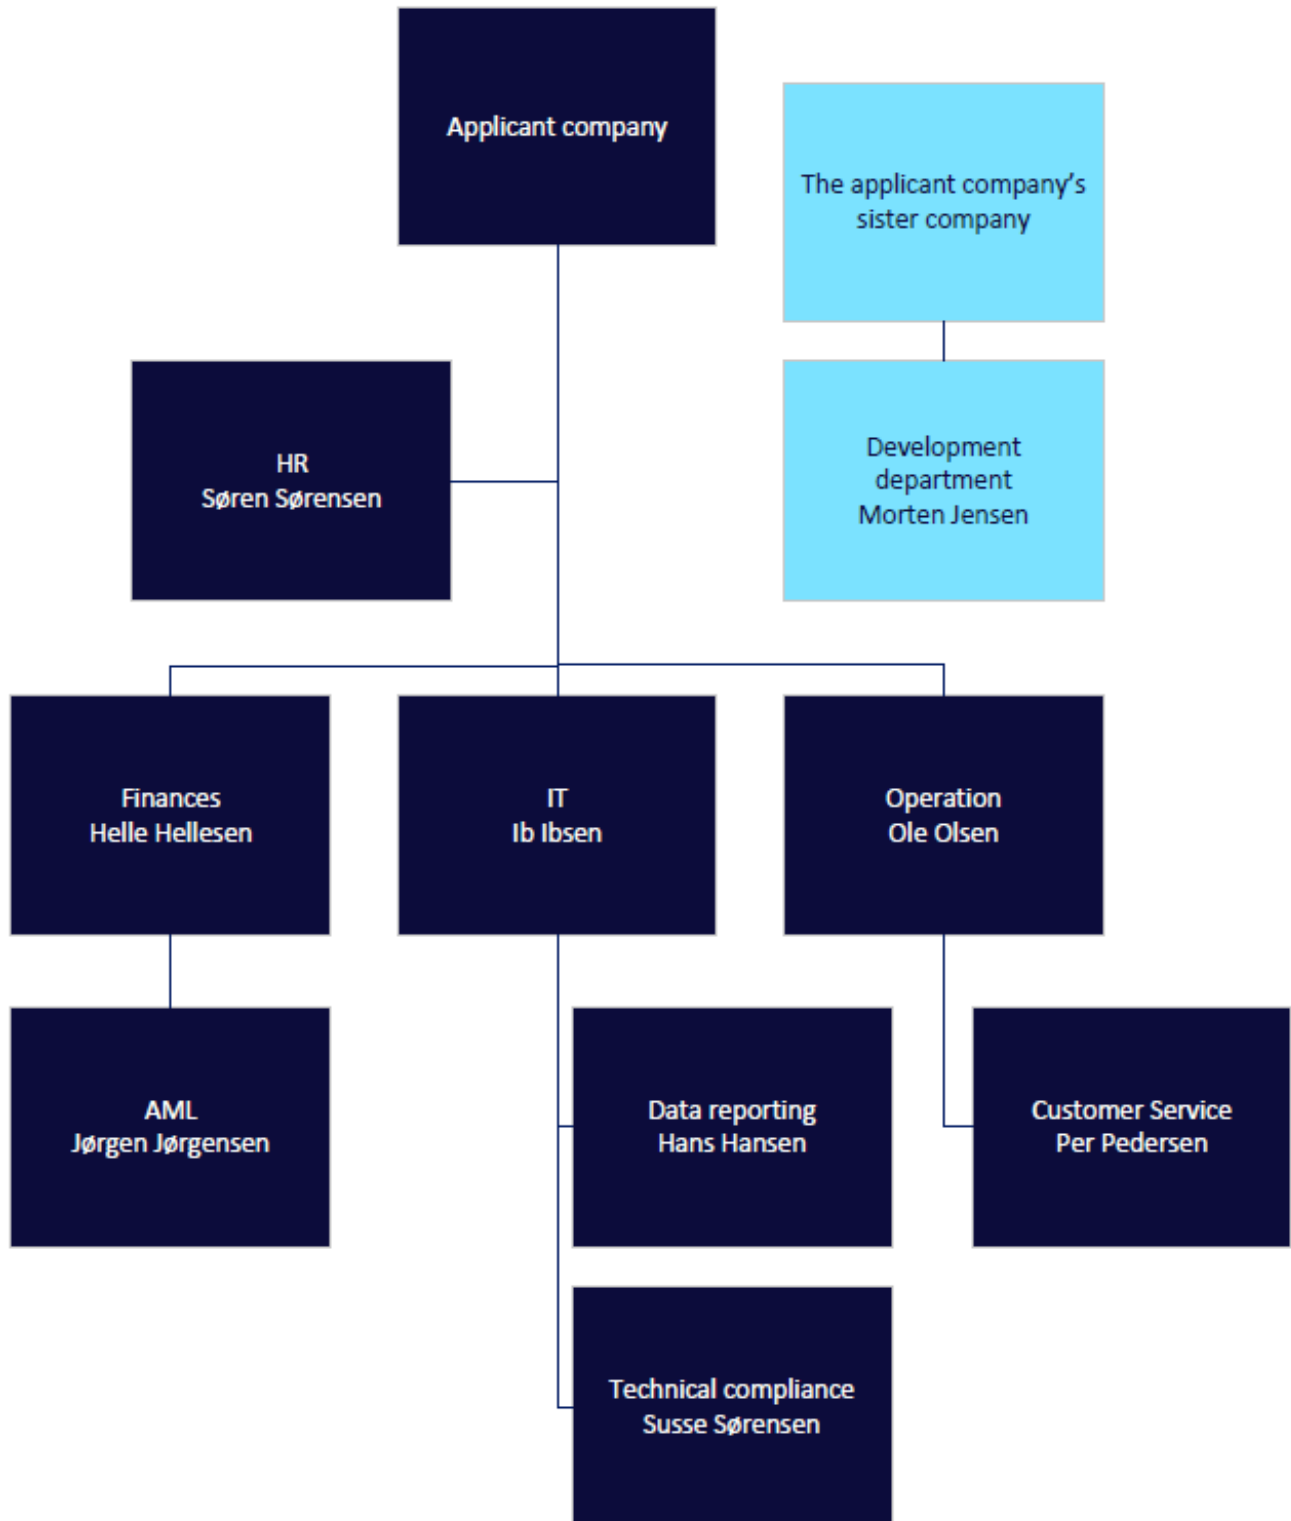 Applicant company
The applicant company’s
sister company
HR
Søren Sørensen
Development
department
Morten Jensen
Finances
Helle Hellesen
IT
Ib Ibsen
Operation
Ole Olsen
AML
Jørgen Jørgensen
Data reporting
Hans Hansen
Customer Service
Per Pedersen
Technical compliance
Susse Sørensen